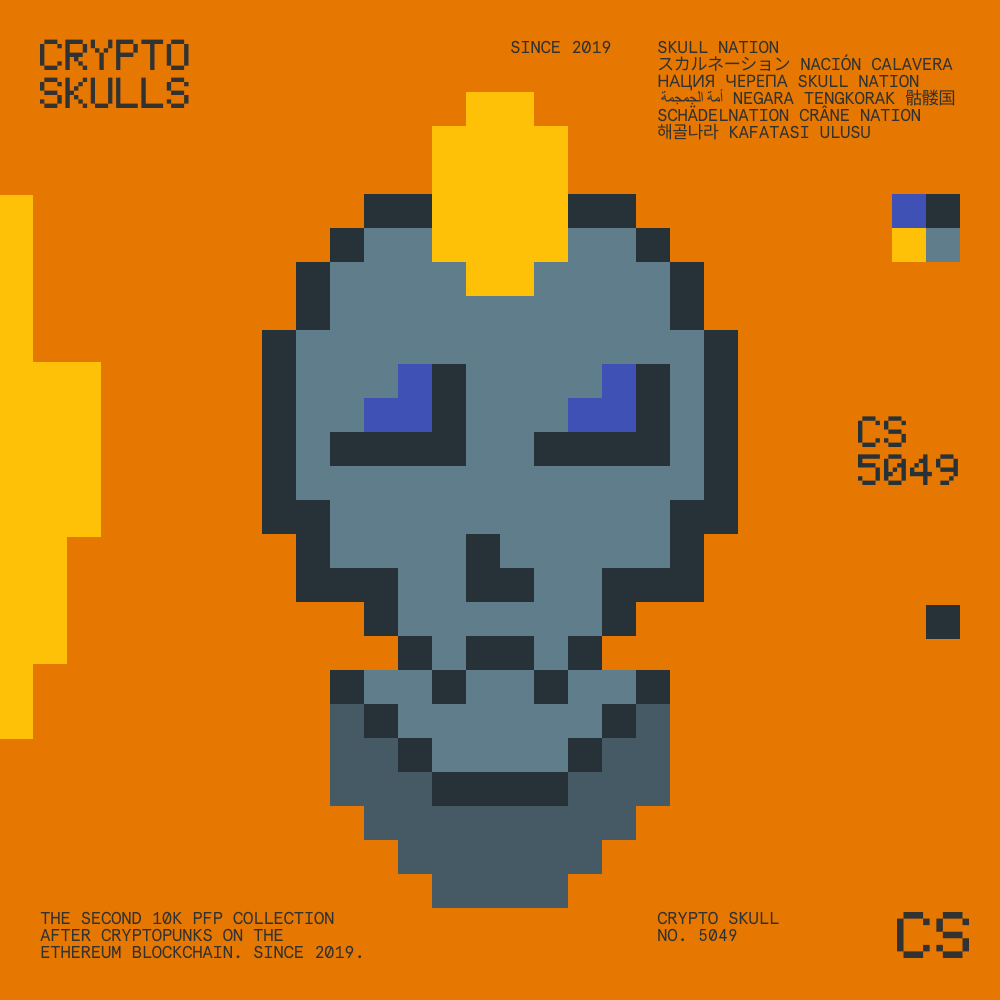 CRYPTO
SKULLS
SINCE 2019
SKULL NATION
スカルネーション NACIÓN CALAVERA
НАЦИЯ ЧЕРЕПА SKULL NATION
أمة الجمجمة NEGARA TENGKORAK 骷髅国
SCHÄDELNATION CRÂNE NATION
해골나라 KAFATASI ULUSU
CS
5049
THE SECOND 10K PFP COLLECTION
AFTER CRYPTOPUNKS ON THE
ETHEREUM BLOCKCHAIN. SINCE 2019.
CRYPTO SKULL
NO. 5049
CS